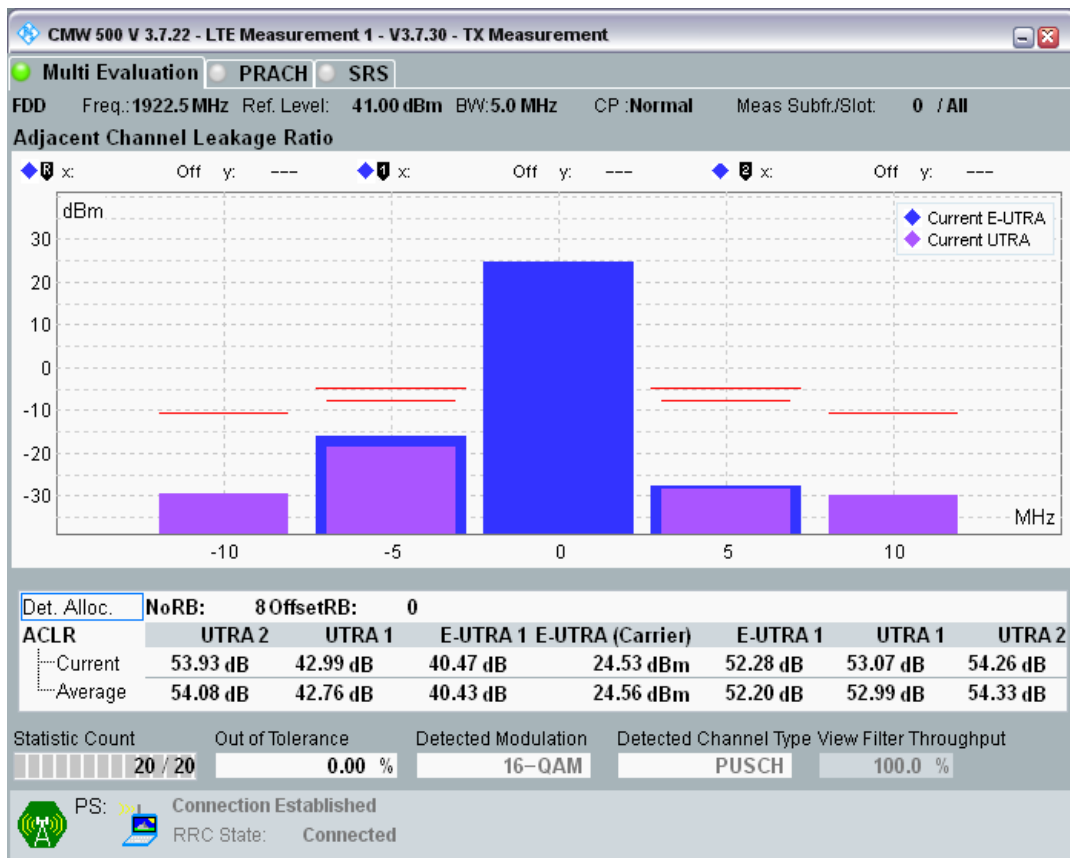 CMW 500 V 3.7.22 - LTE Measurement 1 - V3.7.30 - TX Measurement
Multi Evaluation PRACH SRS
FDD Freq.: 1922.5 MHz Ref. Level: 41.00 dBm BW: 5.0 MHz CP :Normal Meas Subfr./Slot: 0 / All
Adjacent Channel Leakage Ratio
R x: Off y: --- 1 x: Off y: --- 2 x: Off y: ---
dBm
Current E-UTRA
Current UTRA
30
20
10
0
-10
-20
-30
MHz
-10 -5 0 5 10
Det. Alloc. NoRB: 8 OffsetRB: 0
ACLR UTRA 2 UTRA 1 E-UTRA 1 E-UTRA (Carrier) E-UTRA 1 UTRA 1 UTRA 2
Current 53.93 dB 42.99 dB 40.47 dB 24.53 dBm 52.28 dB 53.07 dB 54.26 dB
Average 54.08 dB 42.76 dB 40.43 dB 24.56 dBm 52.20 dB 52.99 dB 54.33 dB
Statistic Count Out of Tolerance Detected Modulation Detected Channel Type View Filter Throughput
20 / 20 0.00 % 16-QAM PUSCH 100.0 %
PS: Connection Established
RRC State: Connected